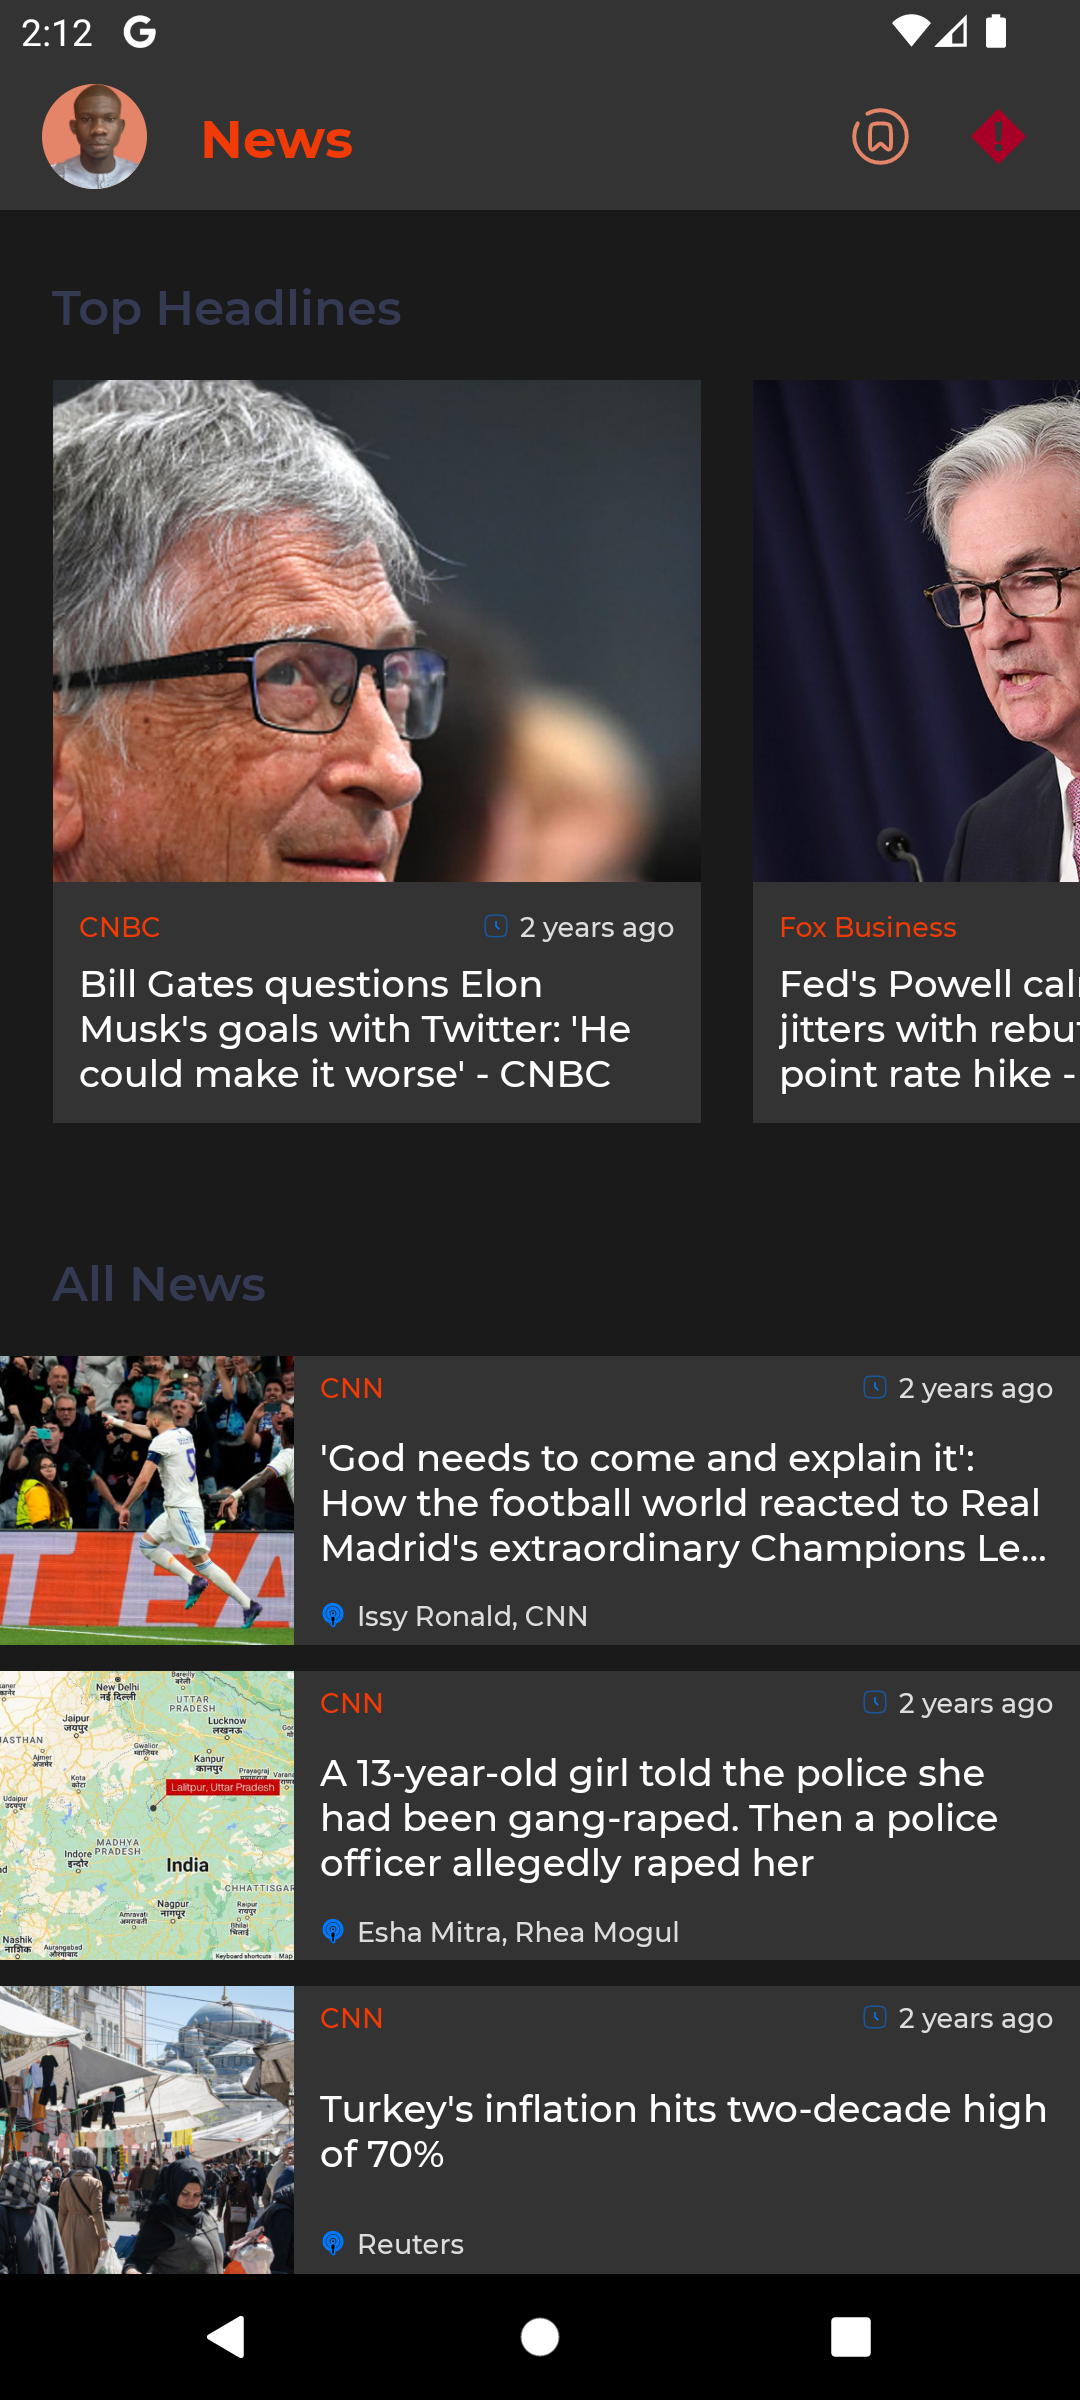 2:12
News
Top Headlines
CNBC
2 years ago
Bill Gates questions Elon
Musk's goals with Twitter: 'He
could make it worse' - CNBC
Fox Business
Fed's Powell
jitters with
point rate hike -
All News
CNN
2 years ago
'God needs to come and explain it':
How the football world reacted to Real
Madrid's extraordinary Champions Le...
Issy Ronald, CNN
New Delhi
नई दिल्ली
Bareilly
बरेली
UTTAR
PRADESH
Jaipur
जयपुर
Lucknow
लखनऊ
Ajmer
अजमेर
Gwalior
ग्वालियर
Kanpur
कानपुर
Kota
कोटा
Prayagraj
Lalitpur, Uttar Pradesh
Udaipur
उदयपुर
MADHYA
PRADESH
Indore
इन्दौर
India
CHHATTISGAR
Nagpur
नागपुर
Amravati
अमरावती
Raipur
रायपुर
Bhilai
भिलाई
Nashik
नाशिक
Aurangabad
औरंगाबाद
Keyboard shortcuts
Map
CNN
2 years ago
A 13-year-old girl told the police she
had been gang-raped. Then a police
officer allegedly raped her
Esha Mitra, Rhea Mogul
CNN
2 years ago
Turkey's inflation hits two-decade high
of 70%
Reuters